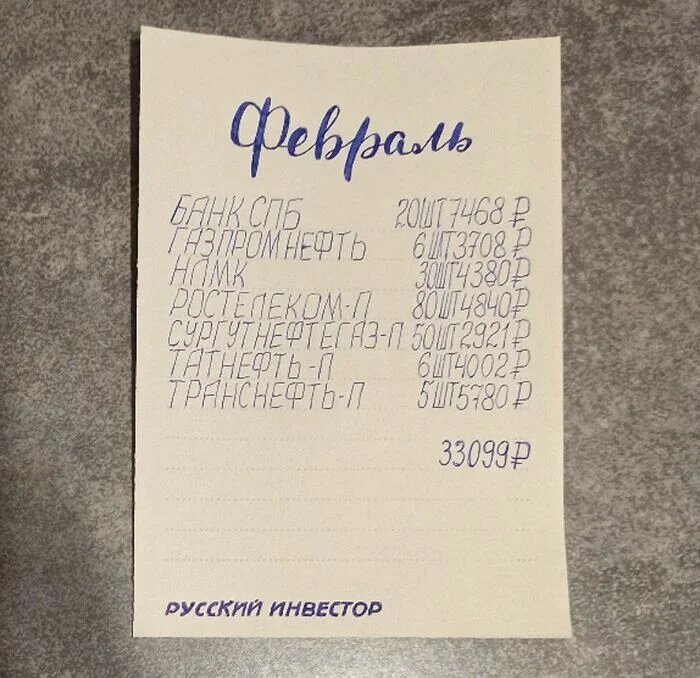 Февраль
БАНК СПБ 20ШТ 7468 ₽
ГАЗПРОМНЕФТЬ 6ШТ 3708 ₽
НЛМК 30ШТ 4380 ₽
РОСТЕЛЕКОМ-П 80ШТ 4840 ₽
СУРГУТНЕФТЕГАЗ-П 50ШТ 2921 ₽
ТАТНЕФТЬ-П 6ШТ 4002 ₽
ТРАНСНЕФТЬ-П 5ШТ 5780 ₽
33099 ₽
РУССКИЙ ИНВЕСТОР